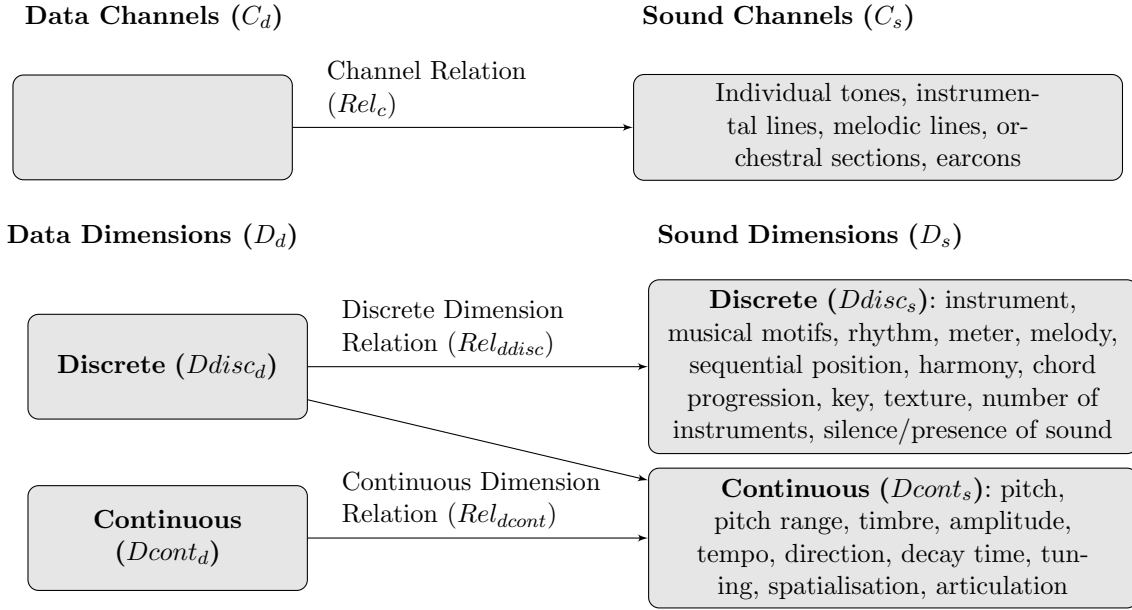 Data Channels (C_d)
Sound Channels (C_s)
Channel Relation
(Rel_c)
Individual tones, instrumen-
tal lines, melodic lines, or-
chestral sections, earcons
Data Dimensions (D_d)
Sound Dimensions (D_s)
Discrete (Ddisc_d)
Discrete Dimension
Relation (Rel_ddisc)
Discrete (Ddisc_s): instrument,
musical motifs, rhythm, meter, melody,
sequential position, harmony, chord
progression, key, texture, number of
instruments, silence/presence of sound
Continuous
(Dcont_d)
Continuous Dimension
Relation (Rel_dcont)
Continuous (Dcont_s): pitch,
pitch range, timbre, amplitude,
tempo, direction, decay time, tun-
ing, spatialisation, articulation